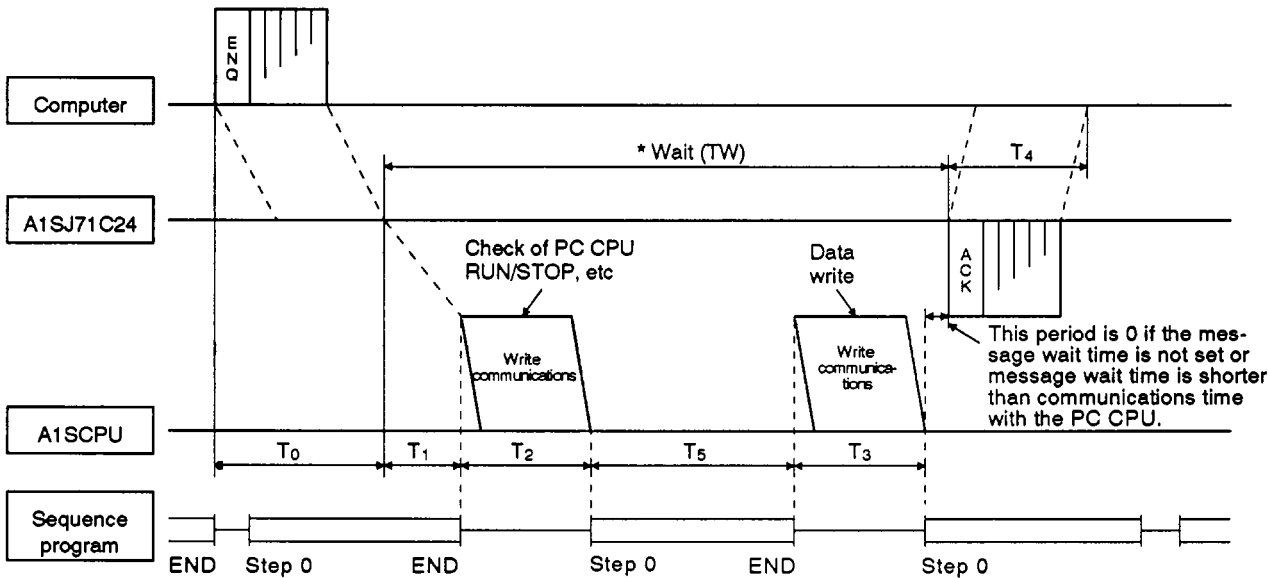 ENQ
Computer
* Wait (TW)
T4
A1SJ71C24
Check of PC CPU
RUN/STOP, etc
Data
write
ACK
Write
communications
Write
communica-
tions
This period is 0 if the mes-
sage wait time is not set or
message wait time is shorter
than communications time
with the PC CPU.
A1SCPU
T0
T1
T2
T5
T3
Sequence
program
END
Step 0
END
Step 0
END
Step 0